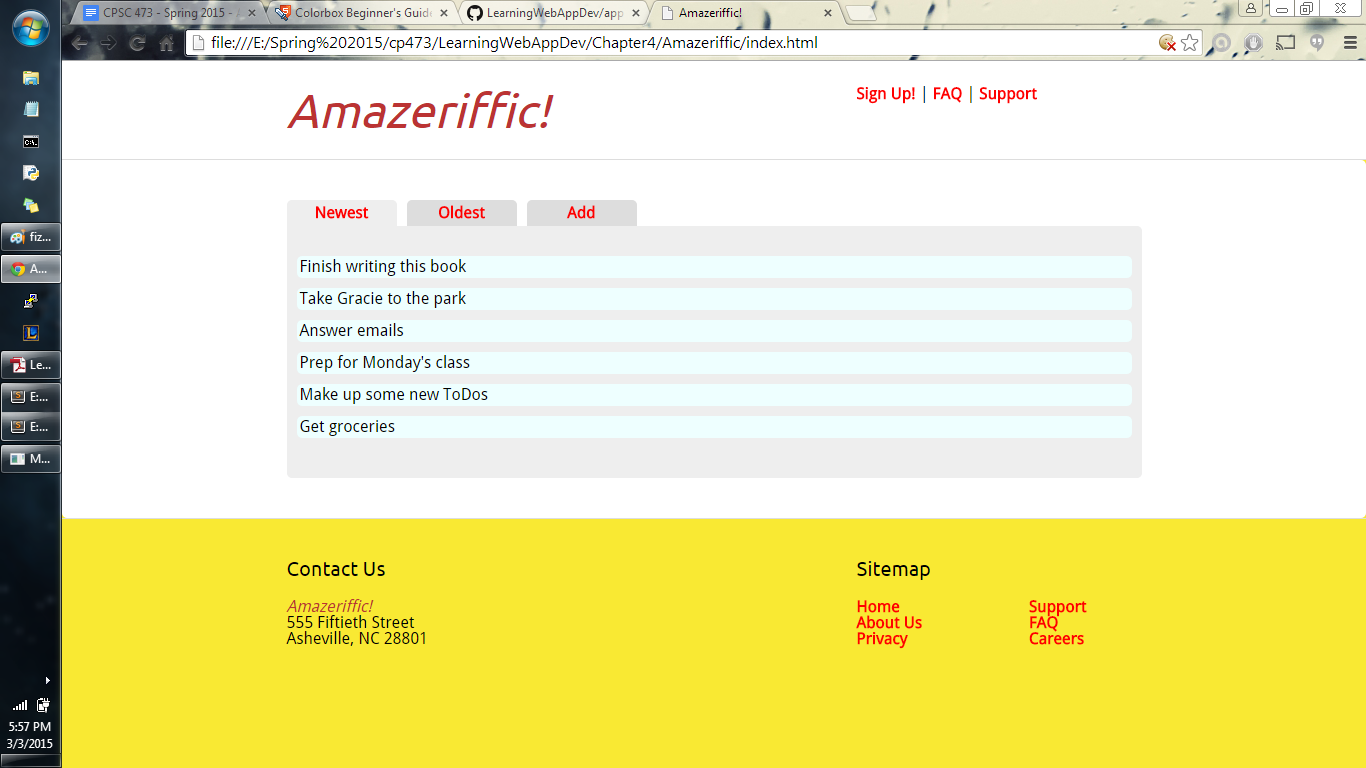 CPSC 473 - Spring 2015 -
Colorbox Beginner's Guide
LearningWebAppDev/app
Amazeriffic!
file:///E:/Spring%202015/cp473/LearningWebAppDev/Chapter4/Amazeriffic/index.html
Amazeriffic!
Sign Up! | FAQ | Support
Newest Oldest Add
Finish writing this book
Take Gracie to the park
Answer emails
Prep for Monday's class
Make up some new ToDos
Get groceries
Contact Us
Amazeriffic!
555 Fiftieth Street
Asheville, NC 28801
Sitemap
Home Support
About Us FAQ
Privacy Careers
C:\.
fiz...
A...
Le...
E:...
E:...
M...
5:57 PM
3/3/2015